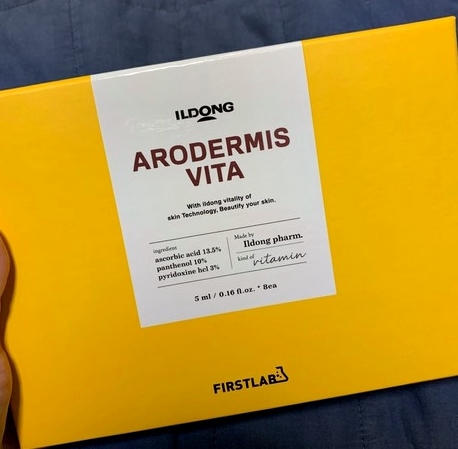 ILDONG
ARODERMIS
VITA
With ildong vitality of
skin Technology, Beautify your skin.
ingredient
ascorbic acid 13.5%
panthenol 10%
pyridoxine hcl 3%
Made by
Ildong pharm.
kind of vitamin
5 ml / 0.16 fl.oz. * 8ea
FIRSTLAB